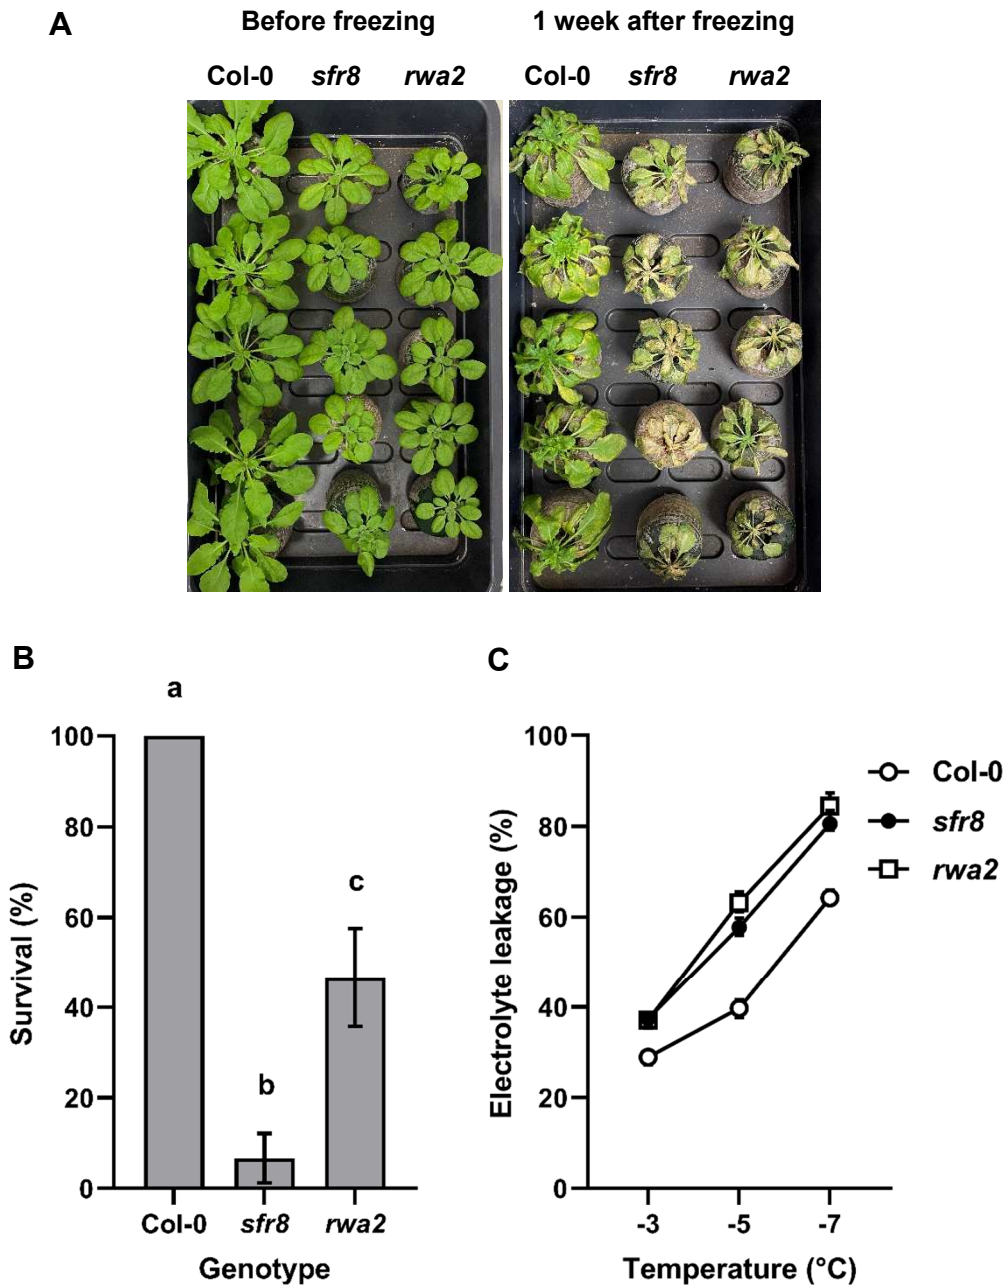 A
Before freezing
1 week after freezing
Col-0 sfr8 rwa2
Col-0 sfr8 rwa2
B
a
b
c
Survival (%)
100
80
60
40
20
0
Col-0 sfr8 rwa2
Genotype
C
Electrolyte leakage (%)
100
80
60
40
20
0
-3 -5 -7
Temperature (°C)
Col-0
sfr8
rwa2